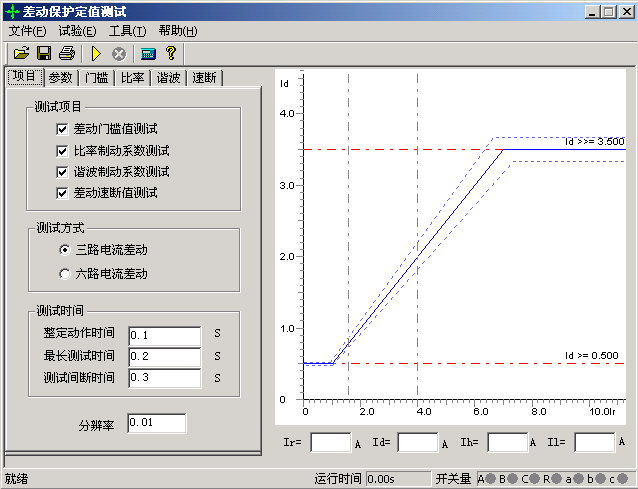 差动保护定值测试
文件(F) 试验(E) 工具(T) 帮助(H)
项目 参数 门槛 比率 谐波 速断
测试项目
差动门槛值测试
比率制动系数测试
谐波制动系数测试
差动速断值测试
测试方式
三路电流差动
六路电流差动
测试时间
整定动作时间 0.1 S
最长测试时间 0.2 S
测试间断时间 0.3 S
分辨率 0.01
Id
4.0
Id >>= 3.500
3.0
2.0
1.0
Id >= 0.500
0
0 2.0 4.0 6.0 8.0 10.0Ir
Ir= A Id= A Ih= A Il= A
就绪 运行时间 0.00s 开关量 A B C R a b c